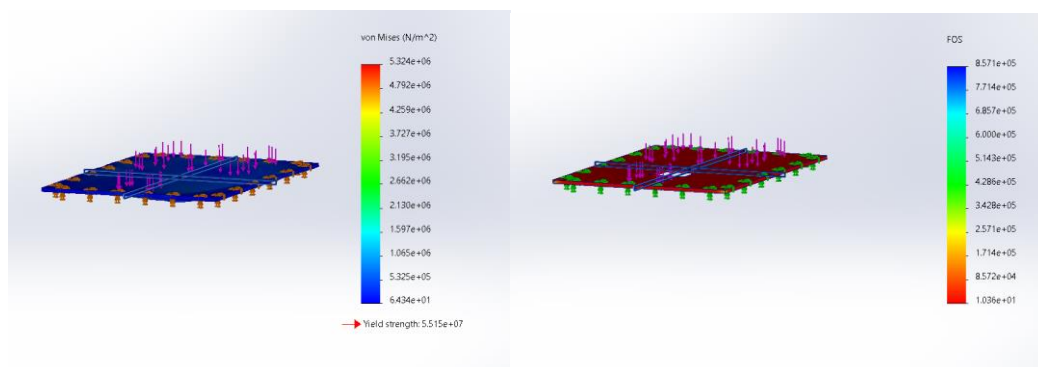 von Mises (N/m^2)
5.324e+06
4.792e+06
4.259e+06
3.727e+06
3.195e+06
2.662e+06
2.130e+06
1.597e+06
1.065e+06
5.325e+05
6.434e+01
Yield strength: 5.515e+07
FOS
8.571e+05
7.714e+05
6.857e+05
6.000e+05
5.143e+05
4.286e+05
3.428e+05
2.571e+05
1.714e+05
8.572e+04
1.036e+01